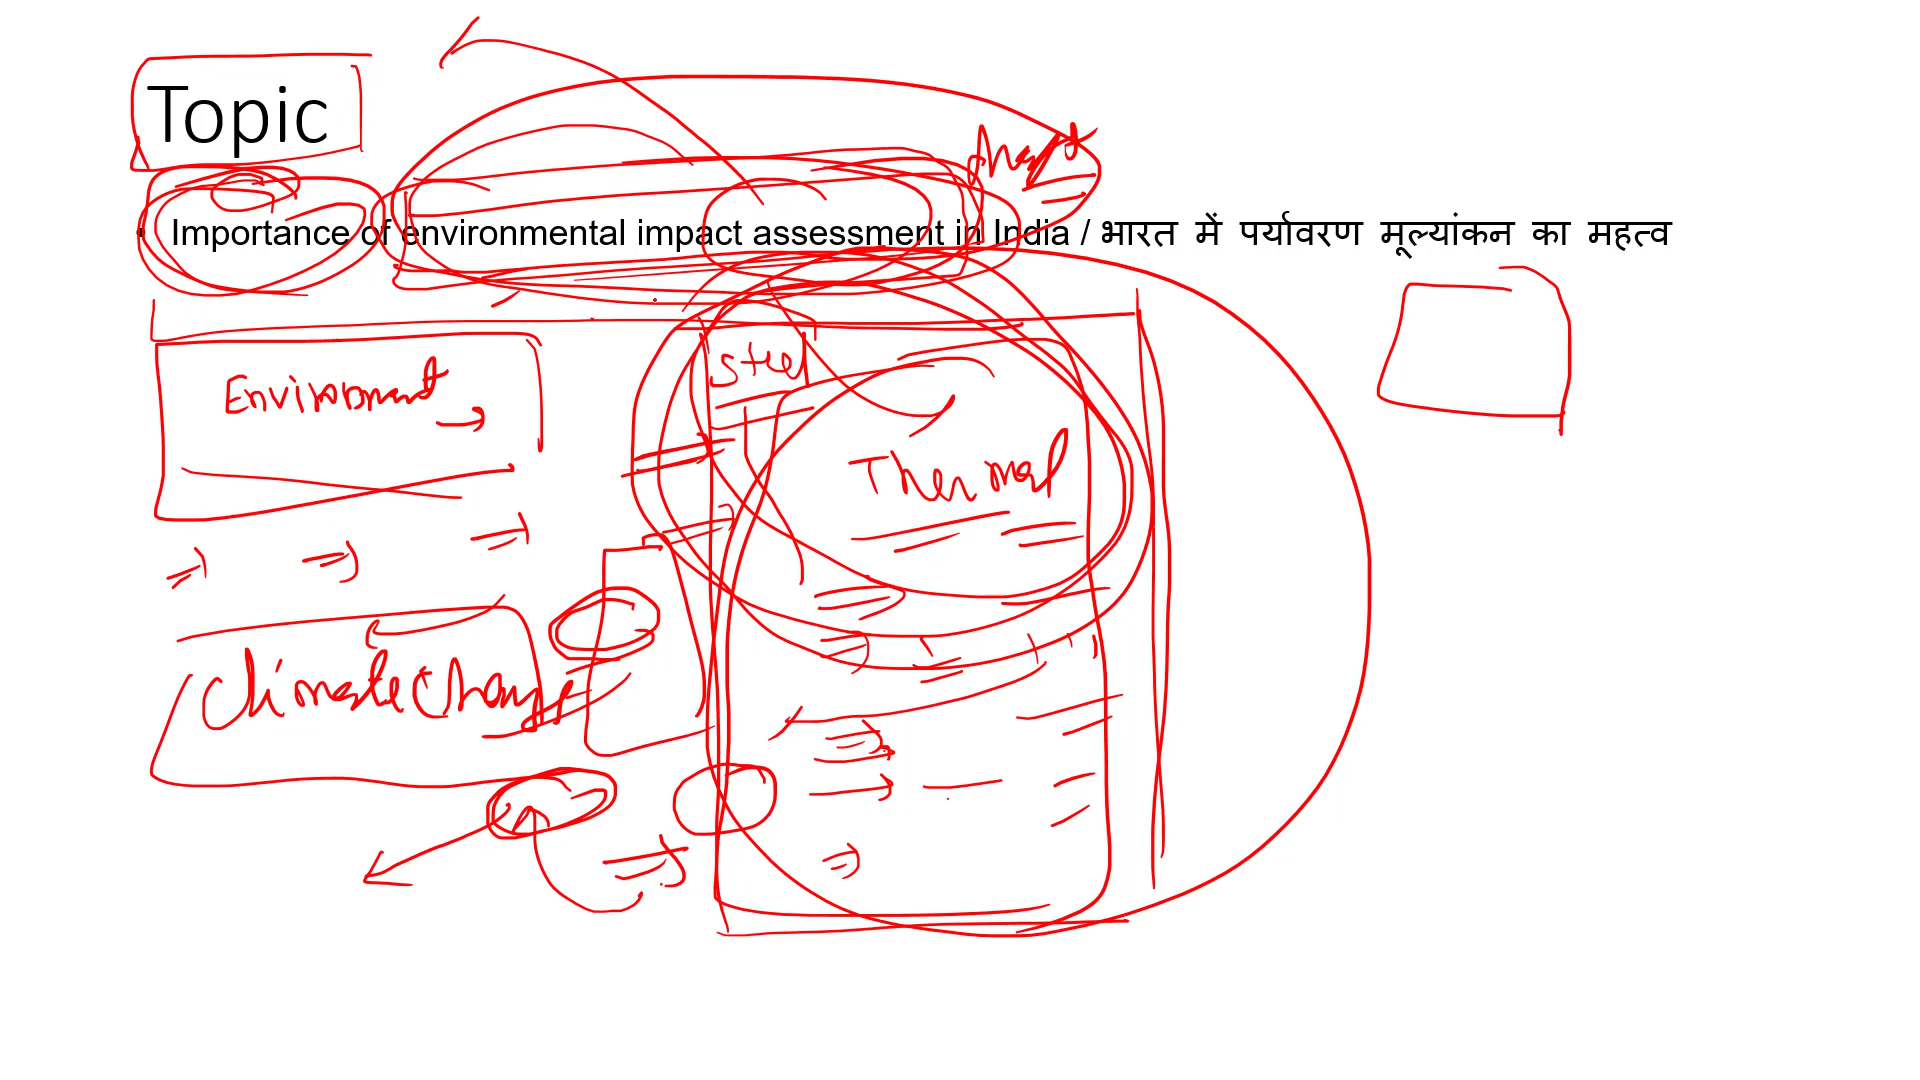 Topic
• Importance of environmental impact assessment in India / भारत में पर्यावरण मूल्यांकन का महत्व
Steel
Environment
Thermal
Climate Change